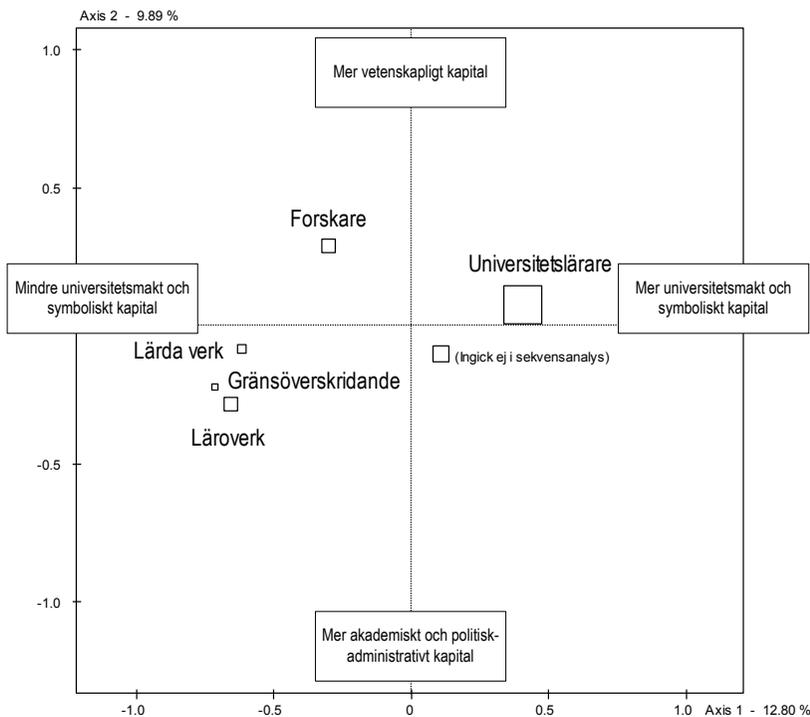 Axis 2 - 9.89 %
1.0
Mer vetenskapligt kapital
0.5
Forskare
Universitetslärare
Mindre universitetsmakt och
symboliskt kapital
Mer universitetsmakt och
symboliskt kapital
Lärda verk
(Ingick ej i sekvensanalys)
Gränsöverskridande
Läroverk
-0.5
-1.0
Mer akademiskt och politisk-
administrativt kapital
-1.0
-0.5
0
0.5
1.0
Axis 1 - 12.80 %